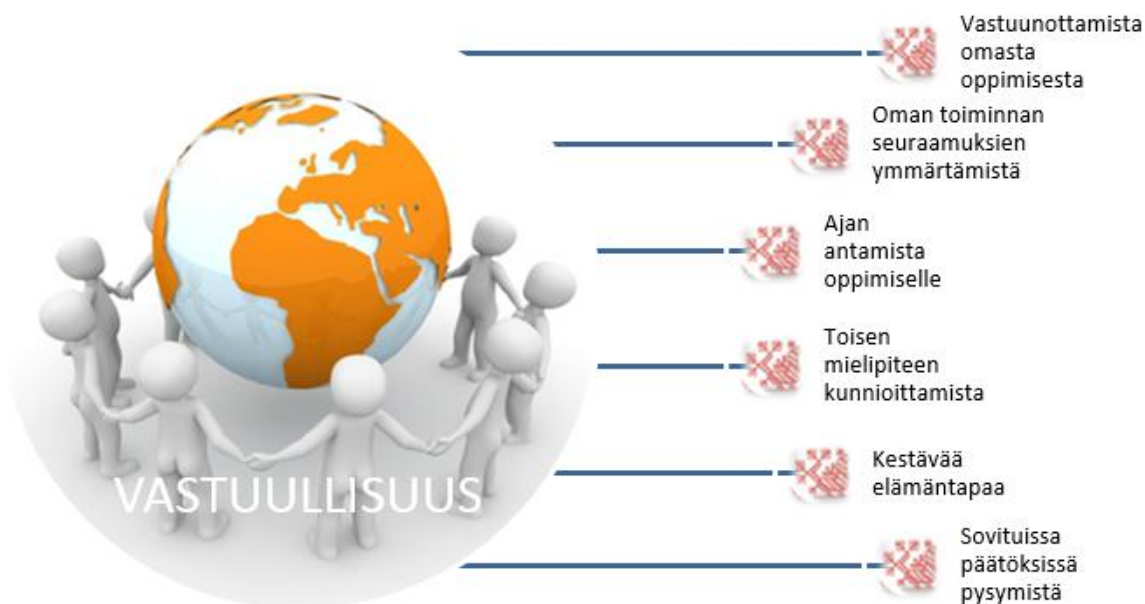 Vastuunottamista
omasta
oppimisesta
Oman toiminnan
seuraamuksien
ymmärtämistä
Ajan
antamista
oppimiselle
Toisen
mielipiteen
kunnioittamista
Kestävää
elämäntapaa
Sovituissa
päätöksissä
pysymistä
VASTUULLISUUS